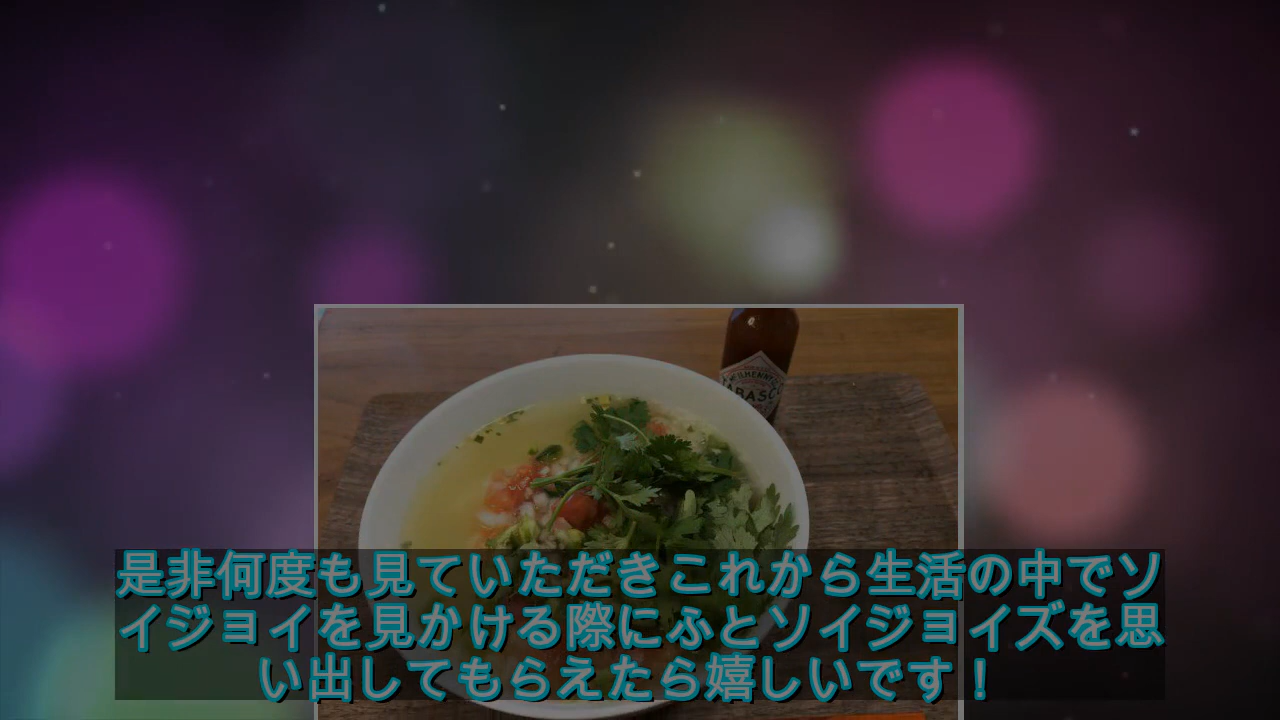 McILHENNY
ABASC
是非何度も見ていただきこれから生活の中でソ
イジョイを見かける際にふとソイジョイズを思
い出してもらえたら嬉しいです！